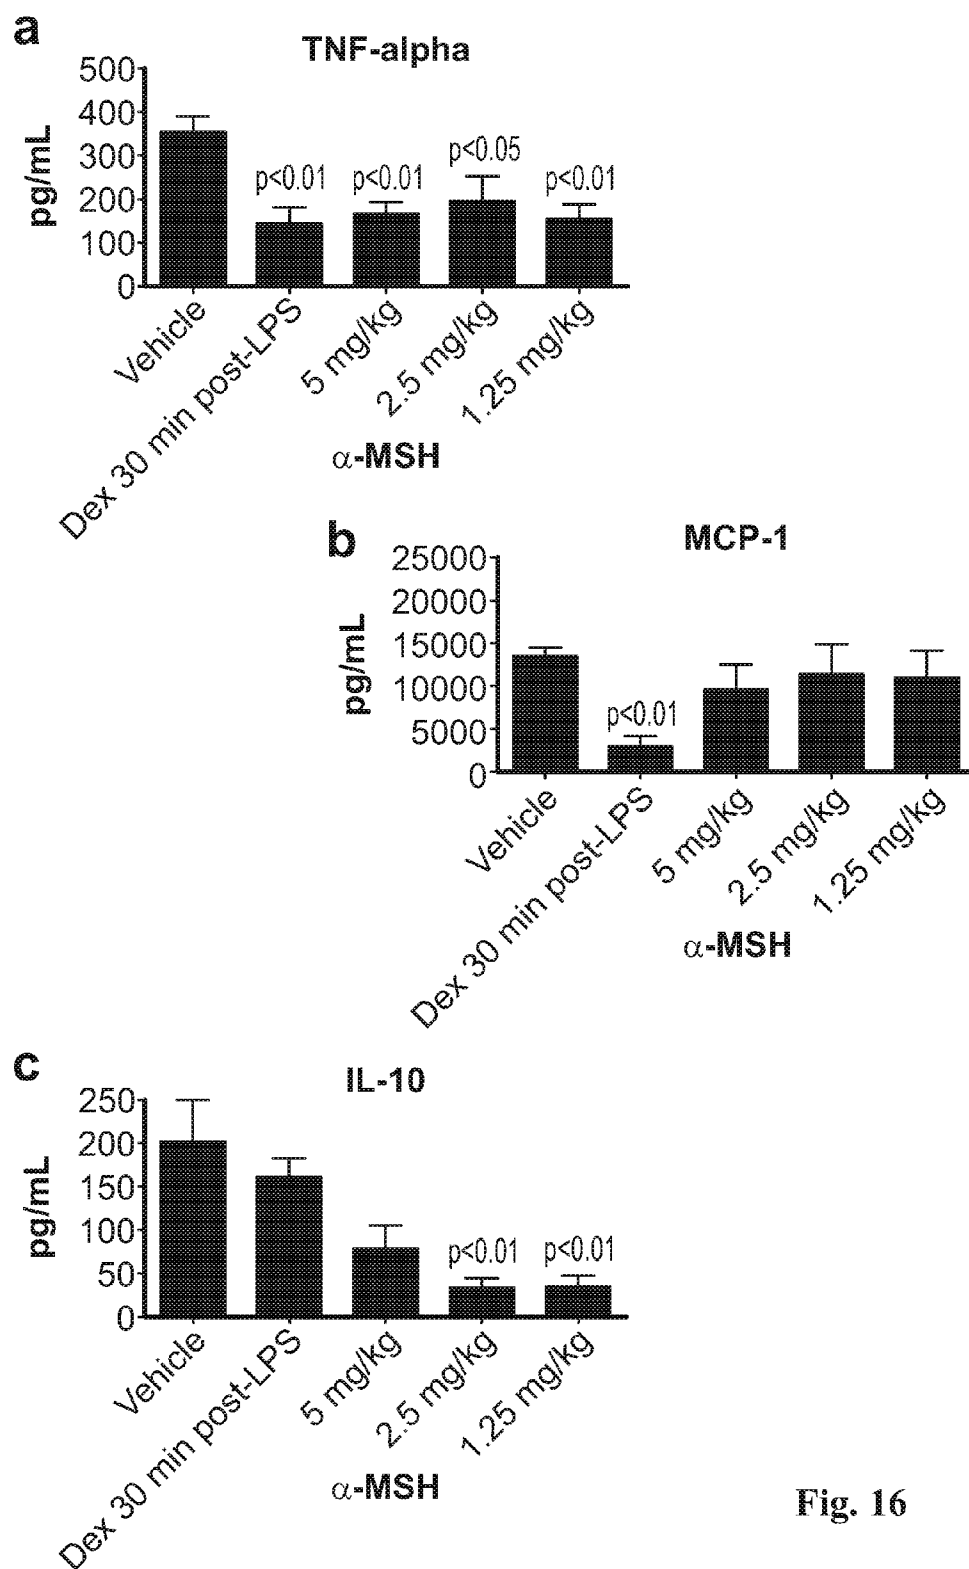 a
TNF-alpha
pg/mL
500
400
300
200
100
0
p<0.01
p<0.01
p<0.05
p<0.01
Vehicle
Dex 30 min post-LPS
5 mg/kg
2.5 mg/kg
1.25 mg/kg
α-MSH
b
MCP-1
pg/mL
25000
20000
15000
10000
5000
0
p<0.01
Vehicle
Dex 30 min post-LPS
5 mg/kg
2.5 mg/kg
1.25 mg/kg
α-MSH
c
IL-10
pg/mL
250
200
150
100
50
0
p<0.01
p<0.01
Vehicle
Dex 30 min post-LPS
5 mg/kg
2.5 mg/kg
1.25 mg/kg
α-MSH
Fig. 16